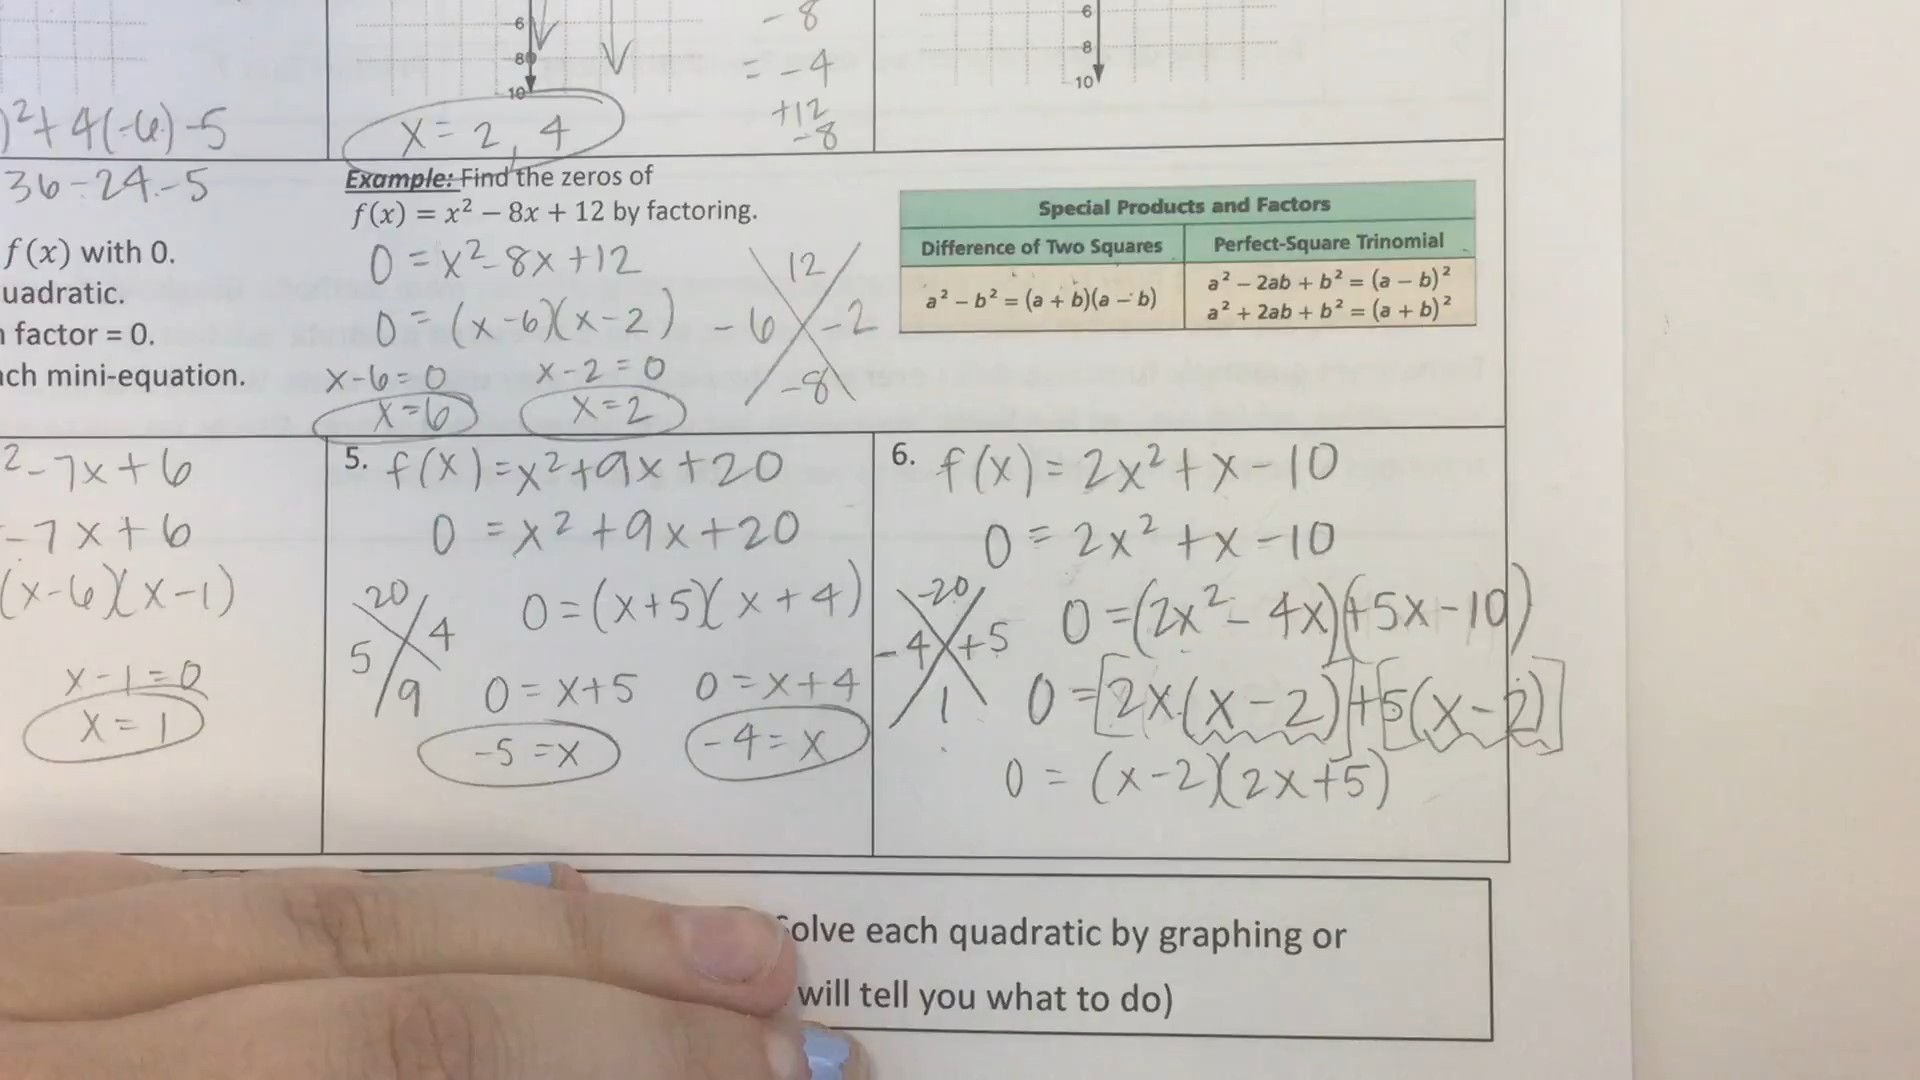 )²+ 4(-6)-5
36-24.-5
f(x) with 0.
uadratic.
factor = 0.
ch mini-equation.
²-7x+6
-7x+6
(x-6)(x-1)
x-1=0
x=1
6
8
10
x= 2, 4
-8
= -4
+12
-8
6
8
10
Example: Find the zeros of
f(x) = x² − 8x + 12 by factoring.
0 = x²-8x+12
0 = (x-6)(x-2)
x-6=0 x-2=0
x=6 x=2
12
-6 -2
-8
Special Products and Factors
Difference of Two Squares Perfect-Square Trinomial
a² – b² = (a + b)(a – b)
a² – 2ab + b² = (a – b)²
a² + 2ab + b² = (a + b)²
5. f(x)=x²+9x+20
0 =x²+9x+20
20
5 4
9
0=(x+5)(x+4)
0=x+5 0=x+4
-5=x -4=x
6. f(x)=2x²+x-10
0=2x²+x-10
-20
-4 +5
1
0=(2x²-4x)(+5x-10)
0=[2x(x-2)]+[5(x-2)]
0=(x-2)(2x+5)
olve each quadratic by graphing or
will tell you what to do)